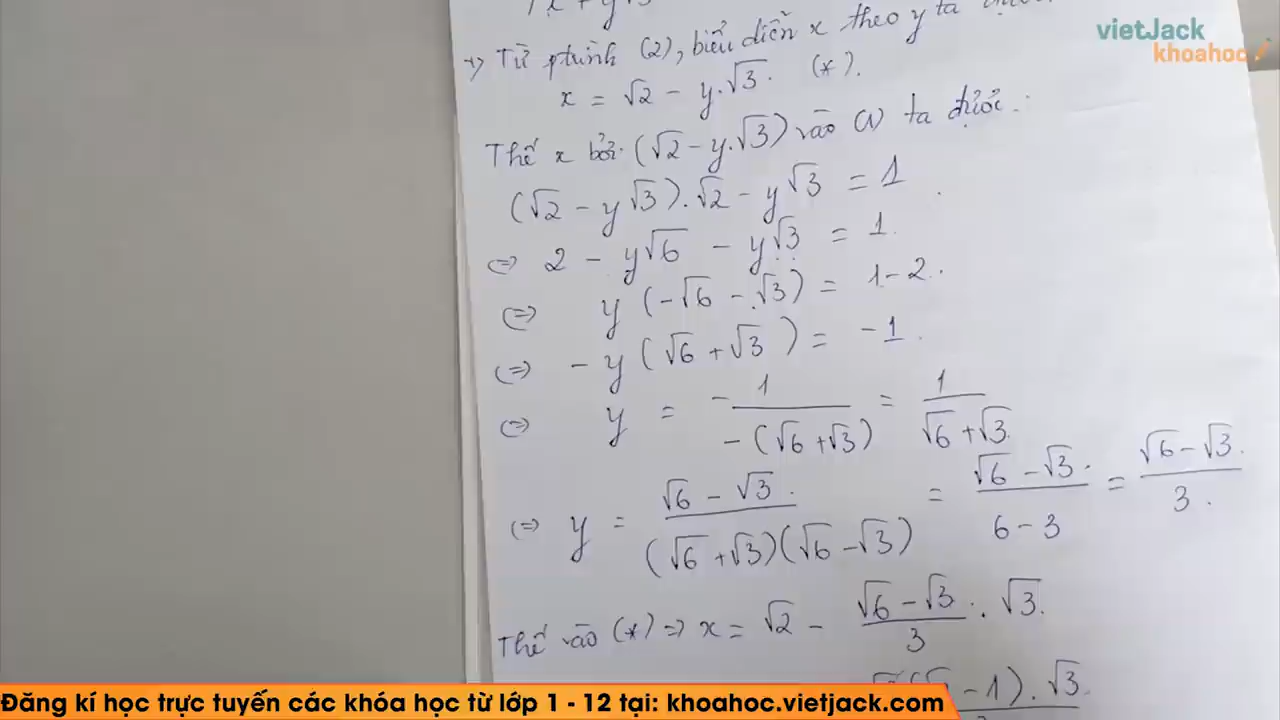 x + y√3
→ Từ ptrình (2), biểu diễn x theo y ta
x = √2 - y.√3. (*).
Thế x bởi (√2 - y.√3) vào (1) ta được:
(√2 - y√3).√2 - y√3 = 1
⇔ 2 - y√6 - y√3 = 1.
⇔ y (-√6 - √3) = 1-2.
⇔ - y (√6 + √3) = -1.
⇔ y = - 1 / -(√6 + √3) = 1 / √6 + √3.
⇔ y = √6 - √3. / (√6 + √3)(√6 - √3) = √6 - √3. / 6 - 3 = √6 - √3. / 3.
Thế vào (*) ⇒ x = √2 - √6 - √3 / 3 . √3.
- 1). √3
vietJack
khoahoc
Đăng kí học trực tuyến các khóa học từ lớp 1 - 12 tại: khoahoc.vietjack.com